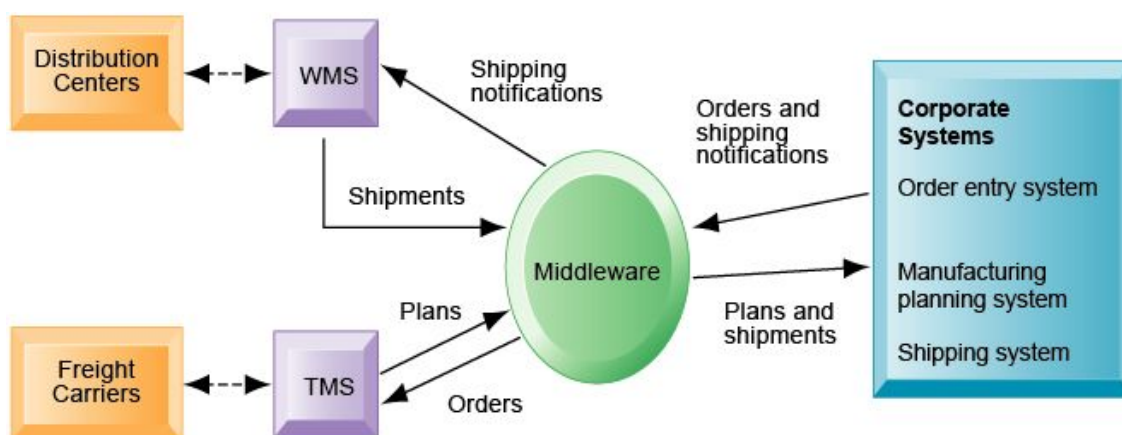 Distribution
Centers
WMS
Shipping
notifications
Orders and
shipping
notifications
Corporate
Systems
Order entry system
Manufacturing
planning system
Shipping system
Shipments
Middleware
Plans and
shipments
Plans
Freight
Carriers
TMS
Orders